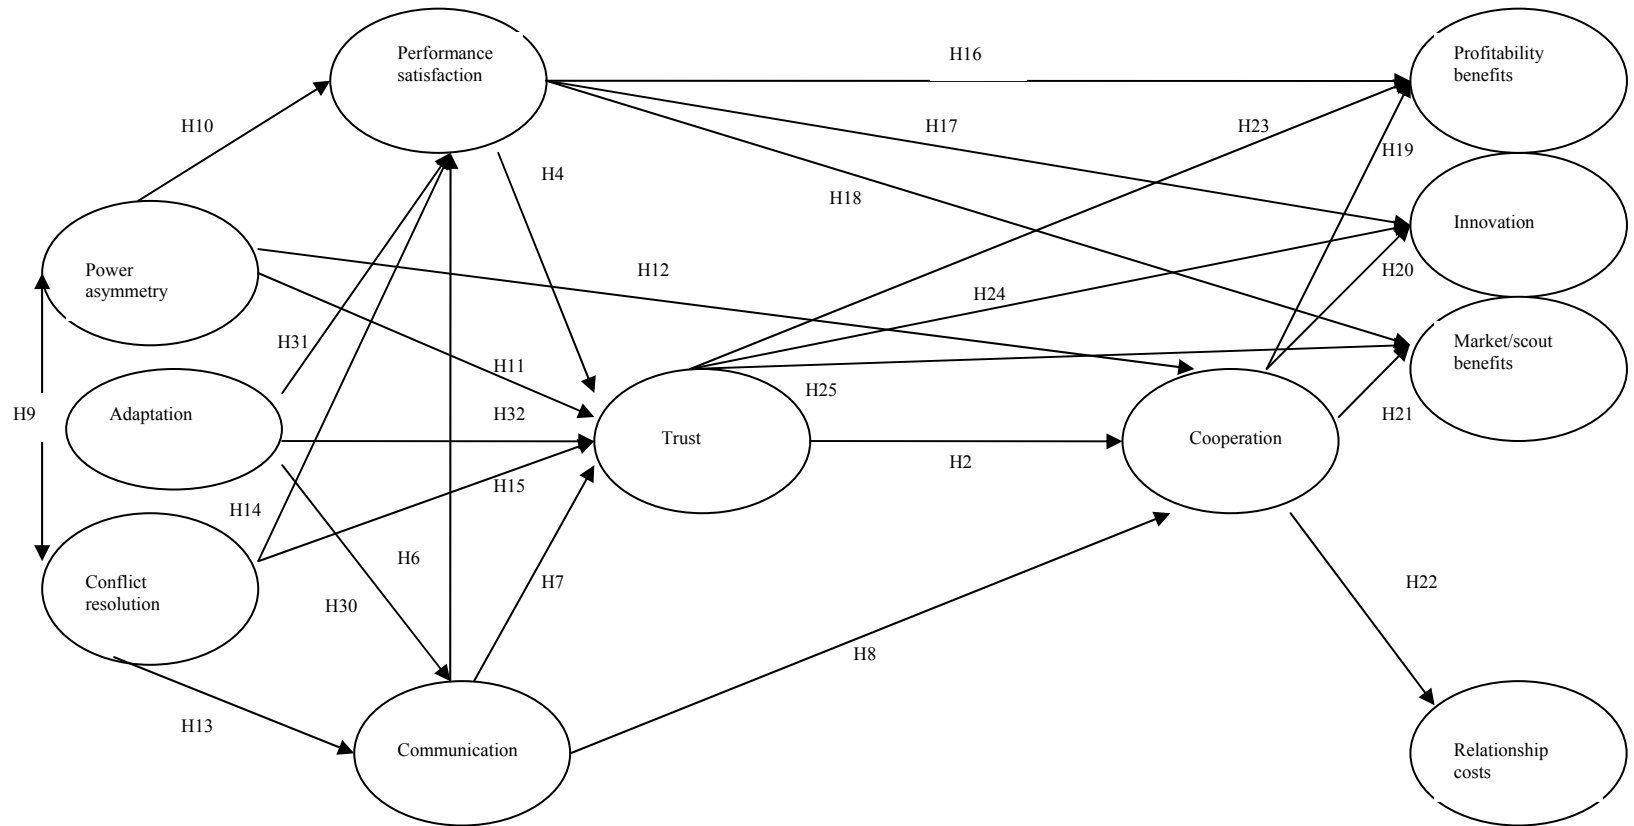 Performance
satisfaction
H16
Profitability
benefits
H10
H17
H23
H19
H4
H18
Innovation
Power
asymmetry
H12
H20
H24
H31
Market/scout
benefits
H11
H25
H9
Adaptation
H32
H21
Trust
Cooperation
H2
H15
H14
H6
H7
H22
Conflict
resolution
H30
H8
H13
Communication
Relationship
costs